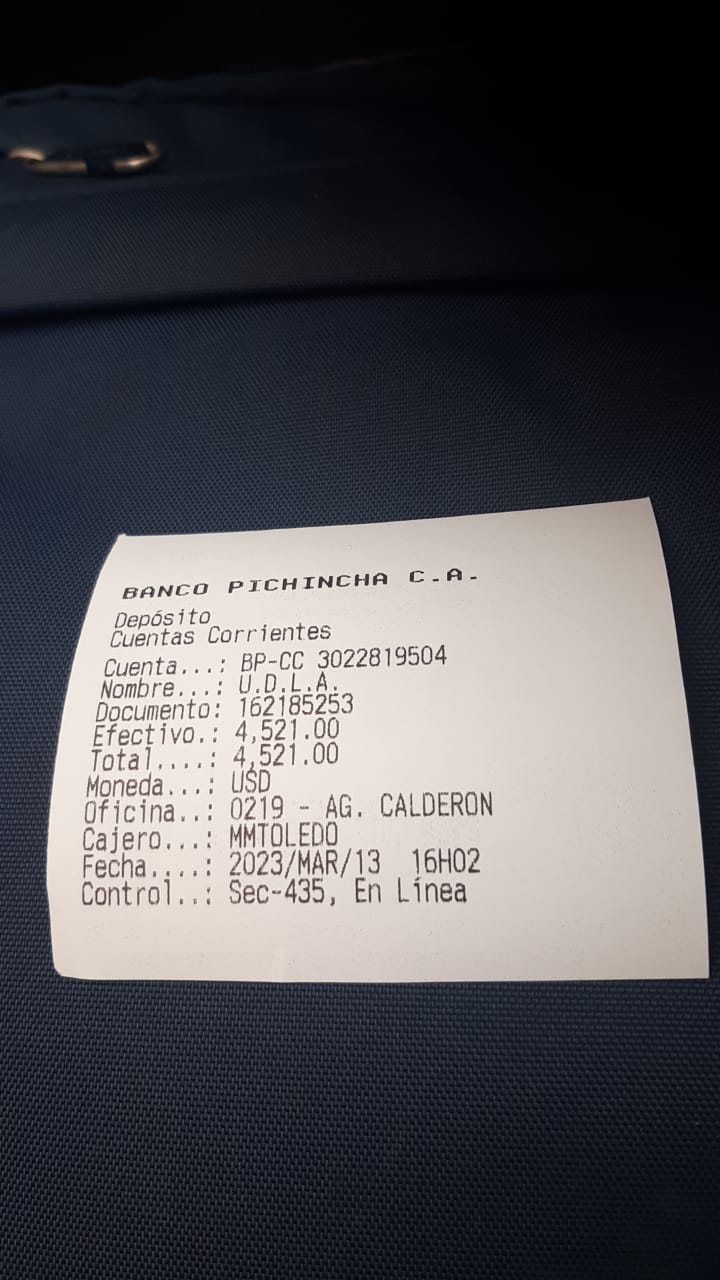 BANCO PICHINCHA C.A.
Depósito
Cuentas Corrientes
Cuenta...: BP-CC 3022819504
Nombre...: U.D.L.A.
Documento: 162185253
Efectivo.: 4,521.00
Total....: 4,521.00
Moneda...: USD
Oficina..: 0219 - AG. CALDERON
Cajero...: MMTOLEDO
Fecha....: 2023/MAR/13  16H02
Control..: Sec-435, En Línea